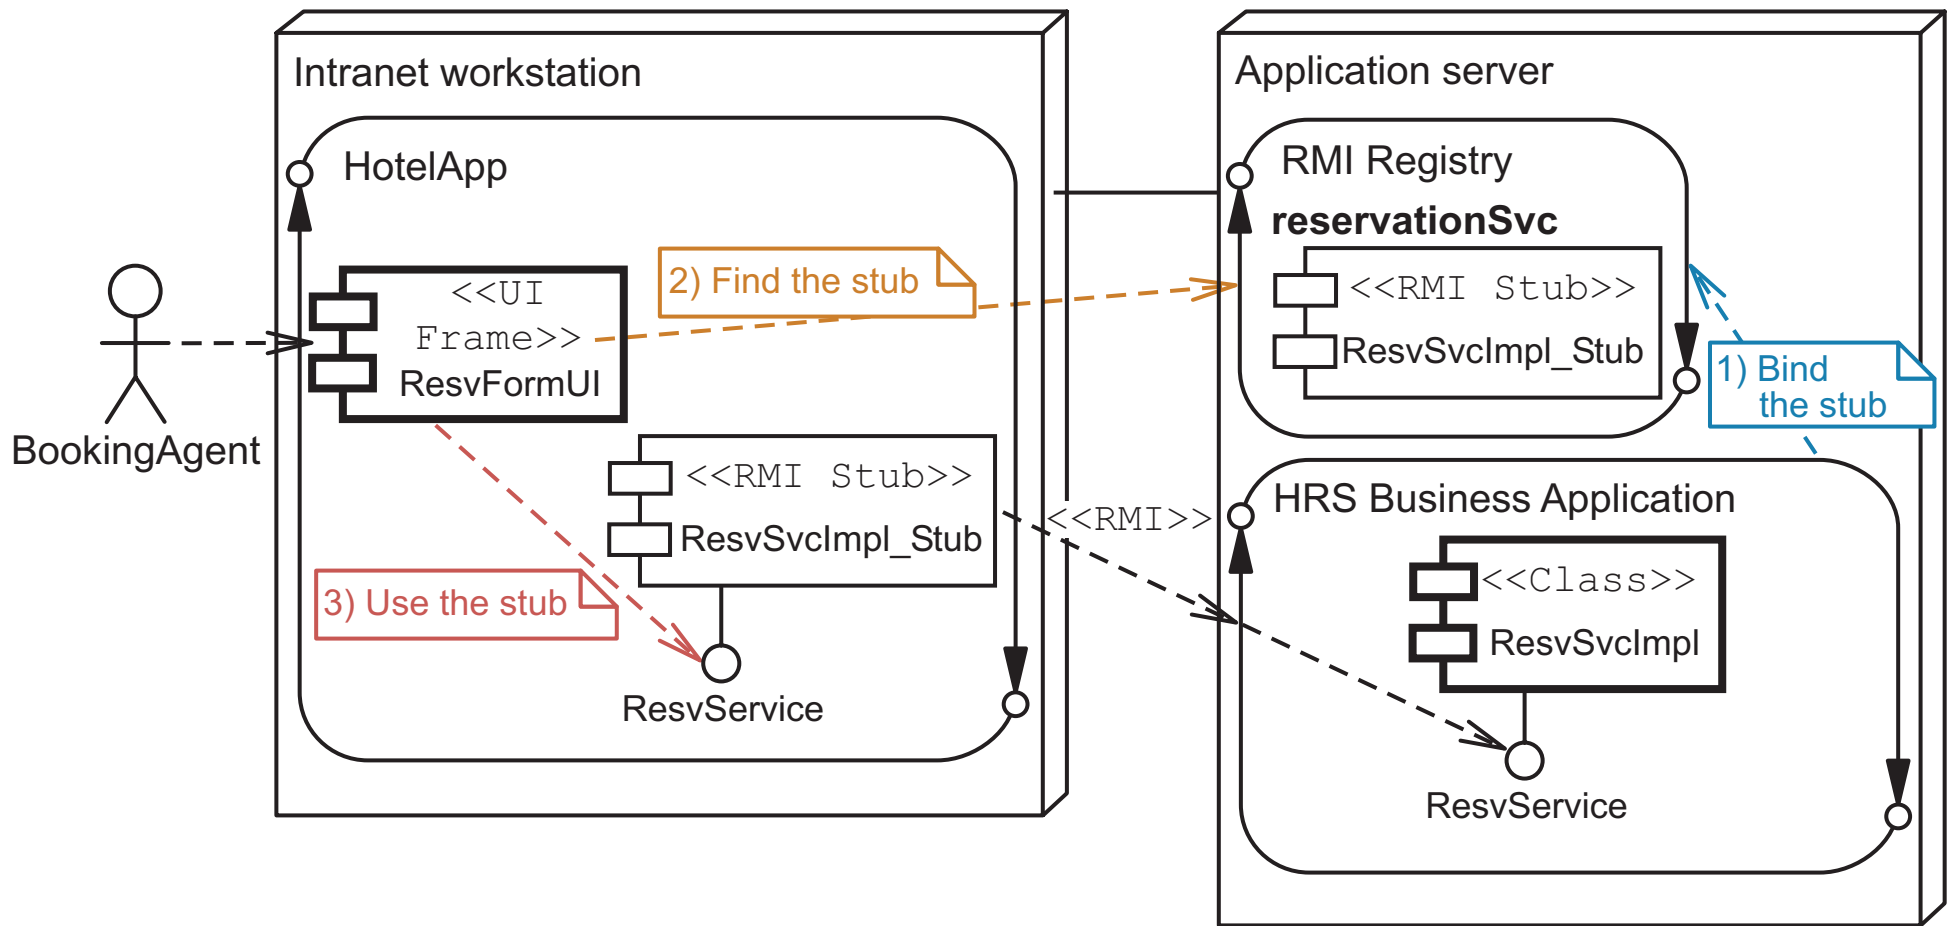 Intranet workstation
HotelApp
<<UI
Frame>>
ResvFormUI
2) Find the stub
BookingAgent
<<RMI Stub>>
ResvSvcImpl_Stub
3) Use the stub
ResvService
<<RMI>>
Application server
RMI Registry
reservationSvc
<<RMI Stub>>
ResvSvcImpl_Stub
1) Bind
the stub
HRS Business Application
<<Class>>
ResvSvcImpl
ResvService